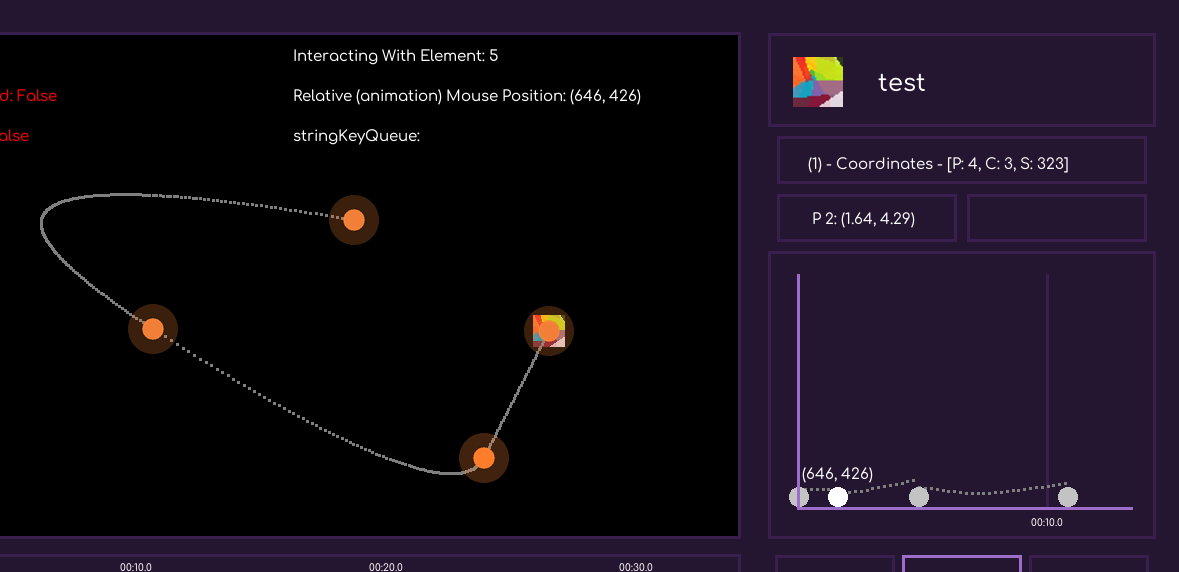 Interacting With Element: 5
d: False
Relative (animation) Mouse Position: (646, 426)
alse
stringKeyQueue:
test
(1) - Coordinates - [P: 4, C: 3, S: 323]
P 2: (1.64, 4.29)
(646, 426)
00:10.0
00:10.0
00:20.0
00:30.0